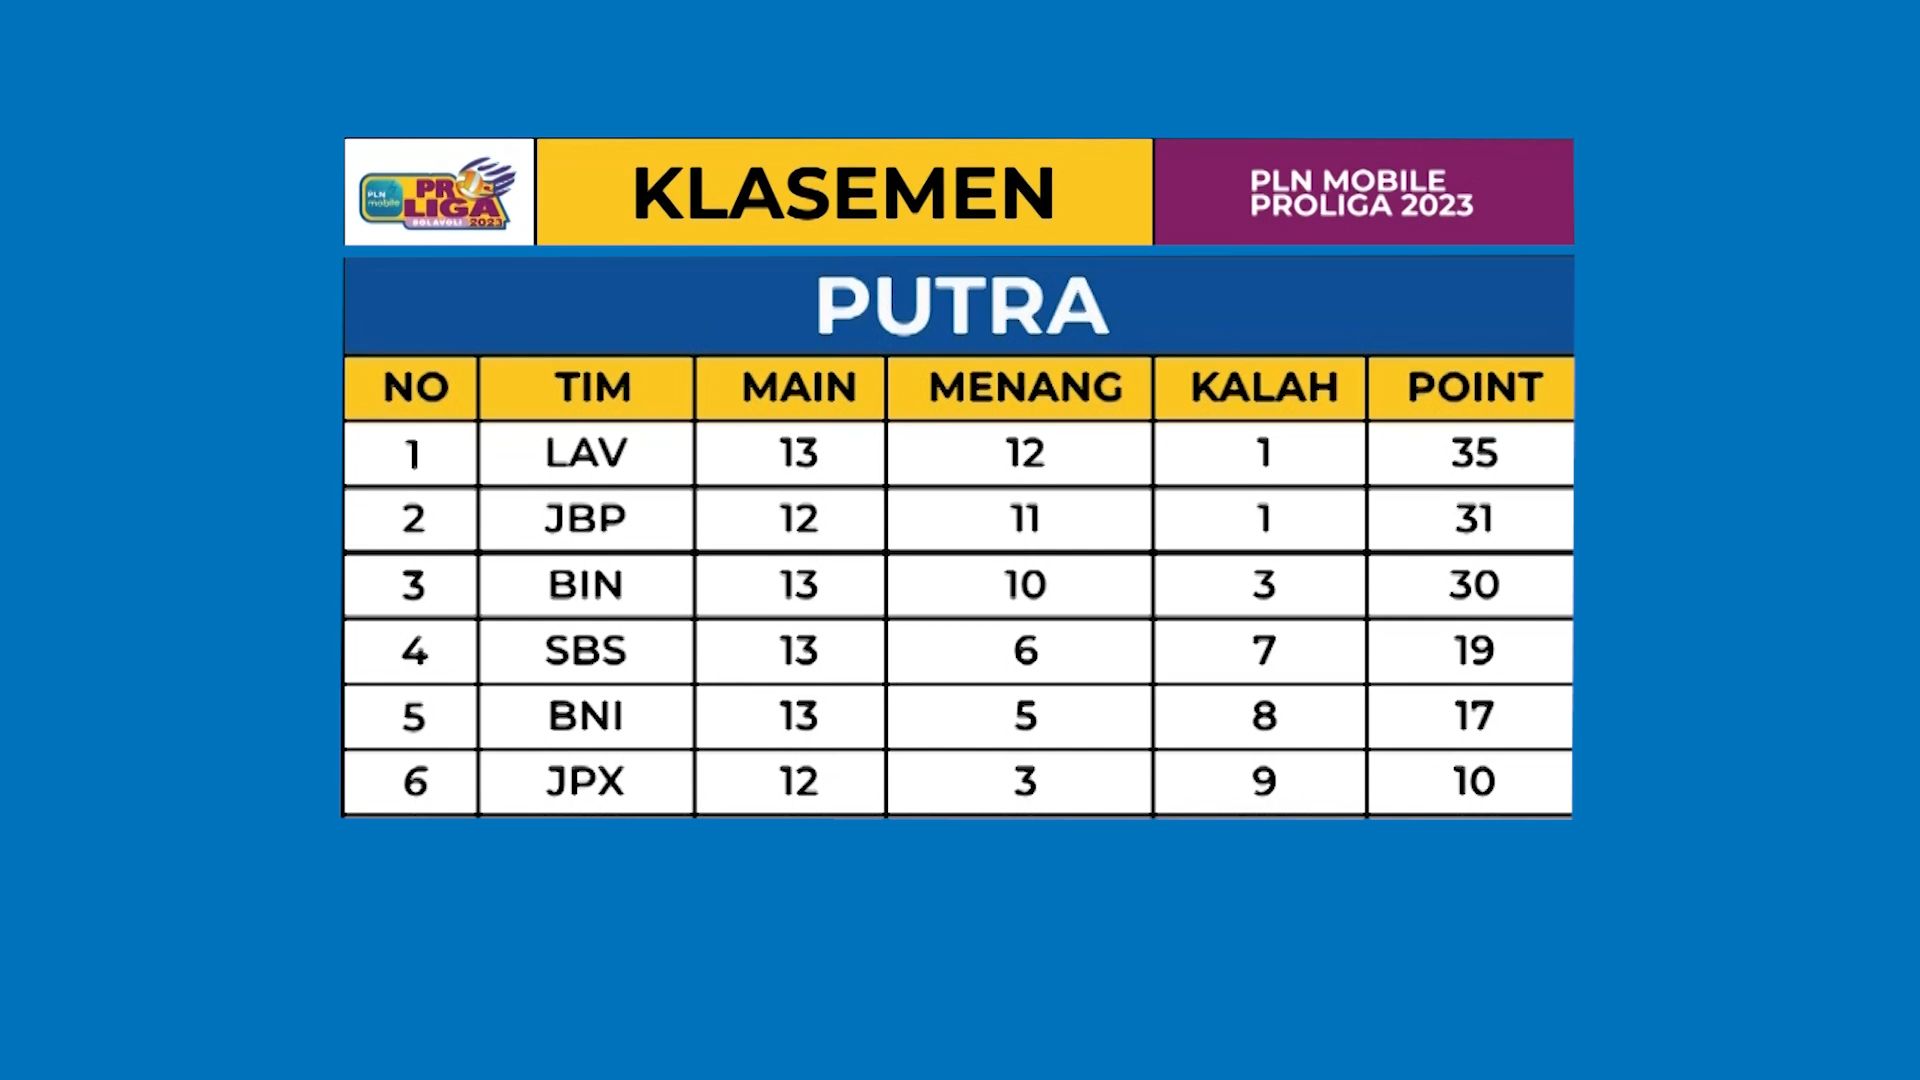 PLN
mobile
PRO
LIGA
BOLAVOLI 2023
KLASEMEN
PLN MOBILE
PROLIGA 2023
PUTRA
NO TIM MAIN MENANG KALAH POINT
1 LAV 13 12 1 35
2 JBP 12 11 1 31
3 BIN 13 10 3 30
4 SBS 13 6 7 19
5 BNI 13 5 8 17
6 JPX 12 3 9 10